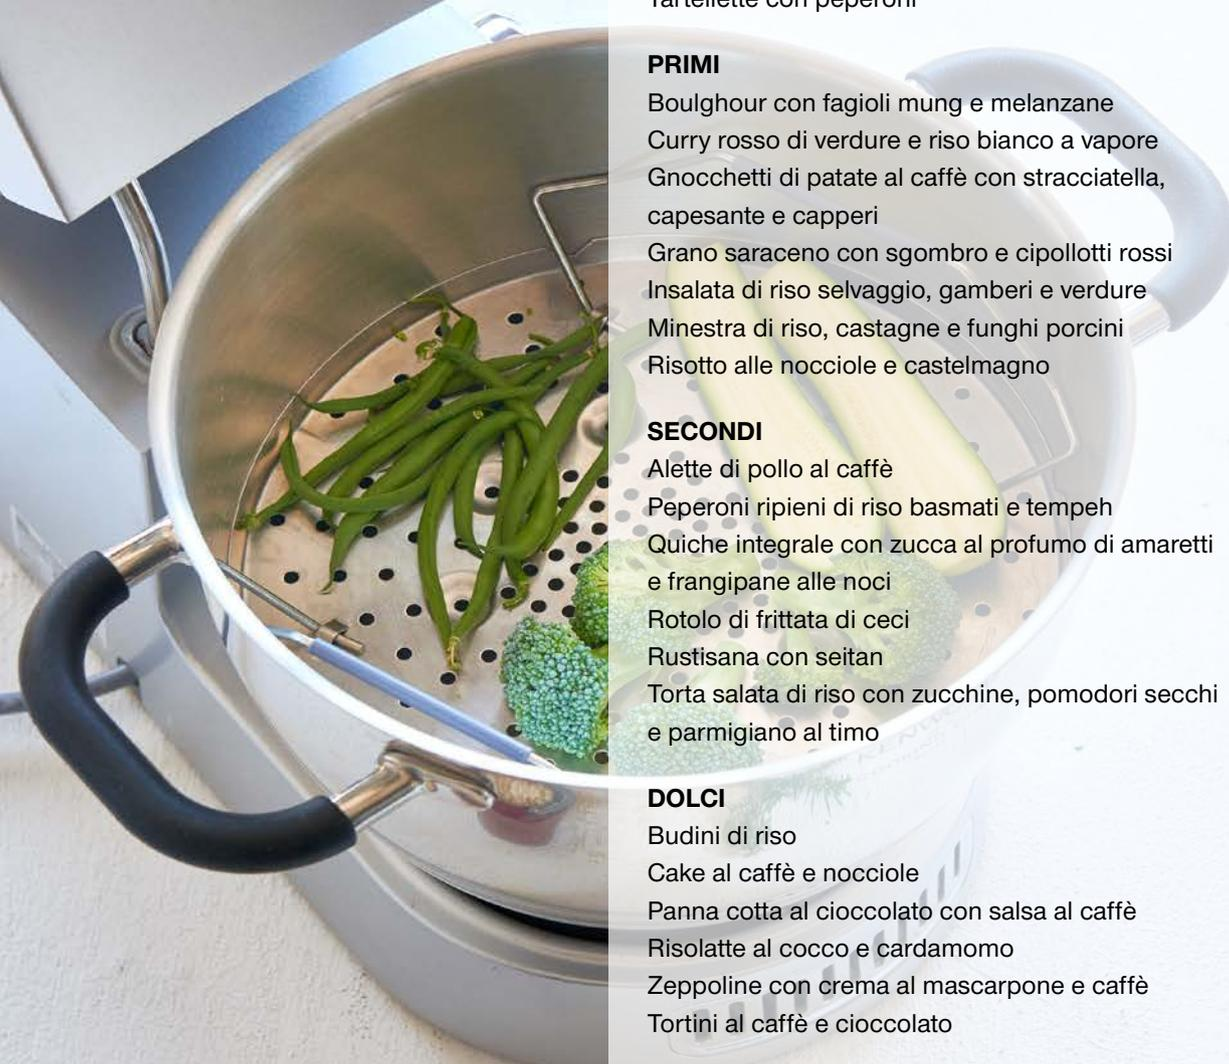 Tartellette con peperoni
PRIMI
Boulghour con fagioli mung e melanzane
Curry rosso di verdure e riso bianco a vapore
Gnocchetti di patate al caffè con stracciatella,
capesante e capperi
Grano saraceno con sgombro e cipollotti rossi
Insalata di riso selvaggio, gamberi e verdure
Minestra di riso, castagne e funghi porcini
Risotto alle nocciole e castelmagno
SECONDI
Alette di pollo al caffè
Peperoni ripieni di riso basmati e tempeh
Quiche integrale con zucca al profumo di amaretti
e frangipane alle noci
Rotolo di frittata di ceci
Rustisana con seitan
Torta salata di riso con zucchine, pomodori secchi
e parmigiano al timo
DOLCI
Budini di riso
Cake al caffè e nocciole
Panna cotta al cioccolato con salsa al caffè
Risolatte al cocco e cardamomo
Zeppoline con crema al mascarpone e caffè
Tortini al caffè e cioccolato